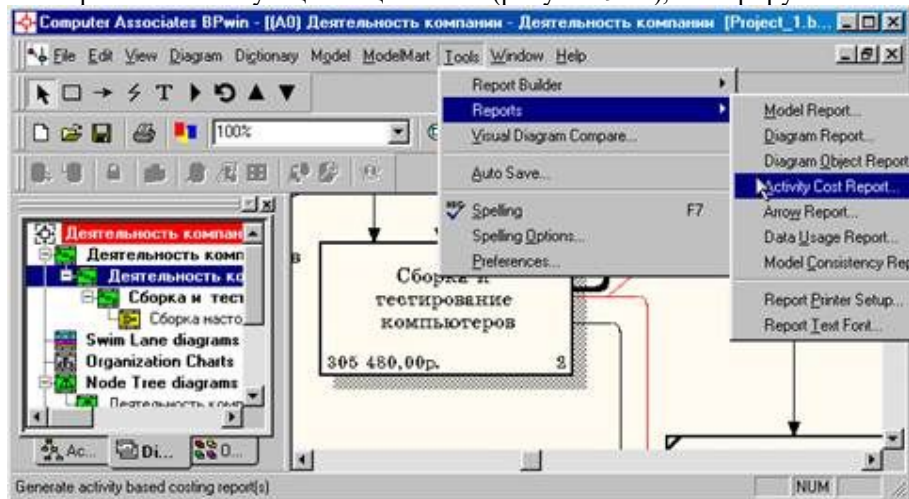 Computer Associates BPwin - [(A0) Деятельность компании - Деятельность компании [Project_1.b...
File Edit View Diagram Dictionary Model ModelMart Tools Window Help
100%
Report Builder
Reports
Visual Diagram Compare...
Auto Save...
Spelling F7
Spelling Options...
Preferences...
Model Report...
Diagram Report...
Diagram Object Report
Activity Cost Report...
Arrow Report...
Data Usage Report...
Model Consistency Rep
Report Printer Setup...
Report Text Font...
Деятельность компан
Деятельность комп
Деятельность ко
Сборка и тест
Сборка насто
Swim Lane diagrams
Organization Charts
Node Tree diagrams
Деятельность комп
Ac... Di... O...
в
Сборка и
тестирование
компьютеров
305 480,00р. 2
Generate activity based costing report(s)
NUM